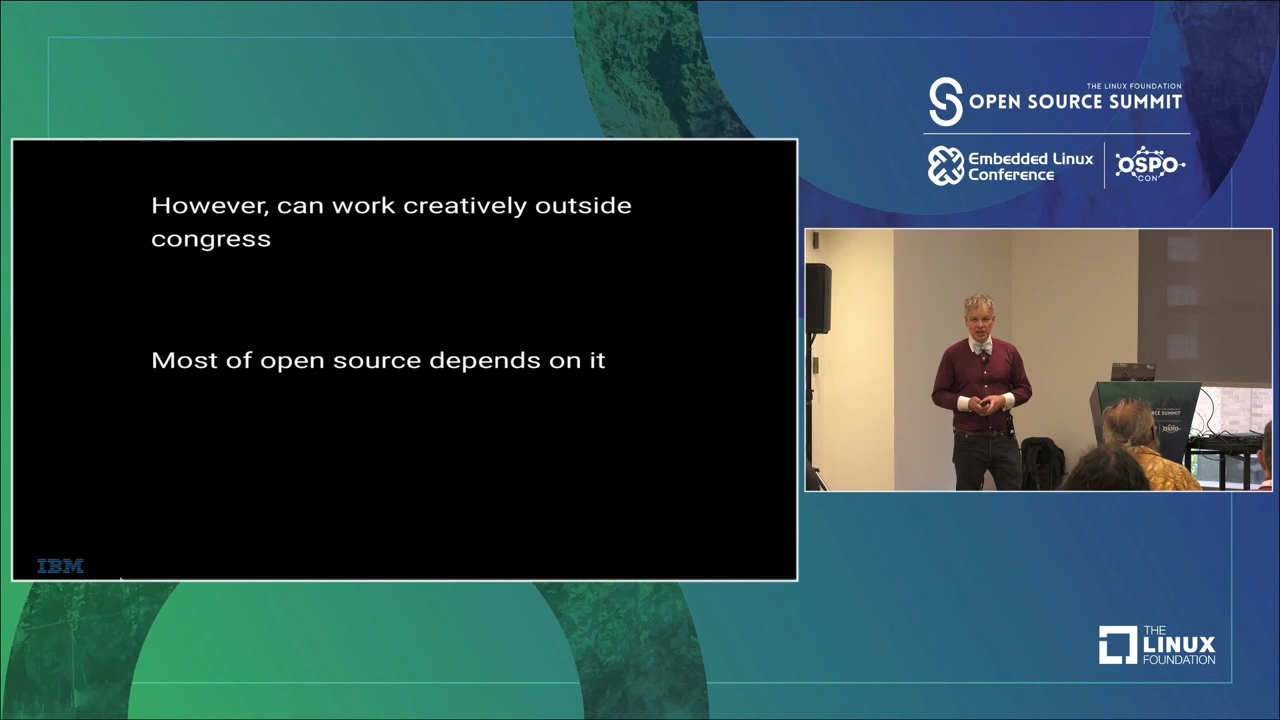 THE LINUX FOUNDATION
OPEN SOURCE SUMMIT
Embedded Linux
Conference
OSPO
CON
However, can work creatively outside
congress
Most of open source depends on it
IBM
OSPO
THE
LINUX
FOUNDATION